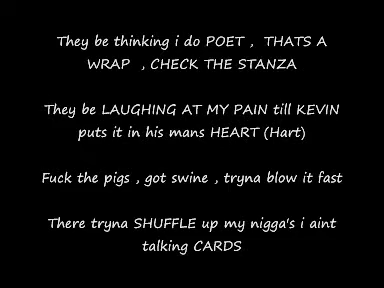 They be thinking i do POET , THATS A
WRAP , CHECK THE STANZA
They be LAUGHING AT MY PAIN till KEVIN
puts it in his mans HEART (Hart)
Fuck the pigs , got swine , tryna blow it fast
There tryna SHUFFLE up my nigga's i aint
talking CARDS